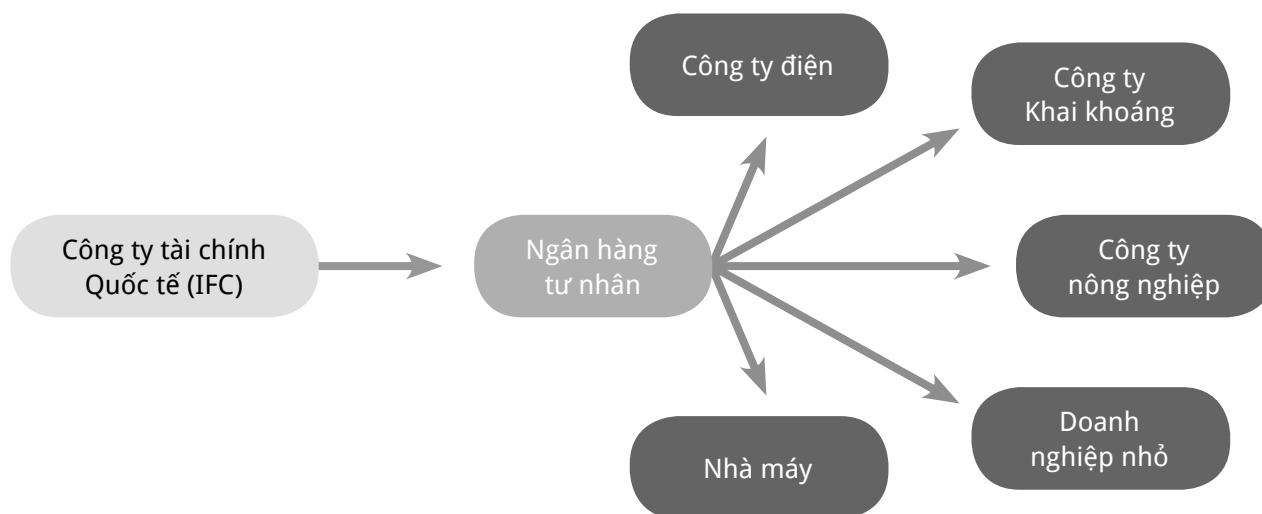 Công ty điện
Công ty
Khai khoáng
Công ty tài chính
Quốc tế (IFC)
Ngân hàng
tư nhân
Công ty
nông nghiệp
Doanh
nghiệp nhỏ
Nhà máy